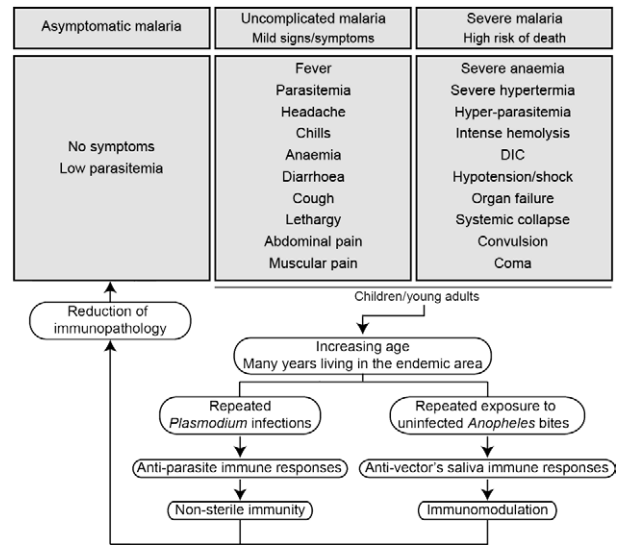 Asymptomatic malaria
Uncomplicated malaria
Mild signs/symptoms
Severe malaria
High risk of death
No symptoms
Low parasitemia
Fever
Parasitemia
Headache
Chills
Anaemia
Diarrhoea
Cough
Lethargy
Abdominal pain
Muscular pain
Severe anaemia
Severe hypertermia
Hyper-parasitemia
Intense hemolysis
DIC
Hypotension/shock
Organ failure
Systemic collapse
Convulsion
Coma
Children/young adults
Reduction of
immunopathology
Increasing age
Many years living in the endemic area
Repeated
Plasmodium infections
Repeated exposure to
uninfected Anopheles bites
Anti-parasite immune responses
Anti-vector's saliva immune responses
Non-sterile immunity
Immunomodulation